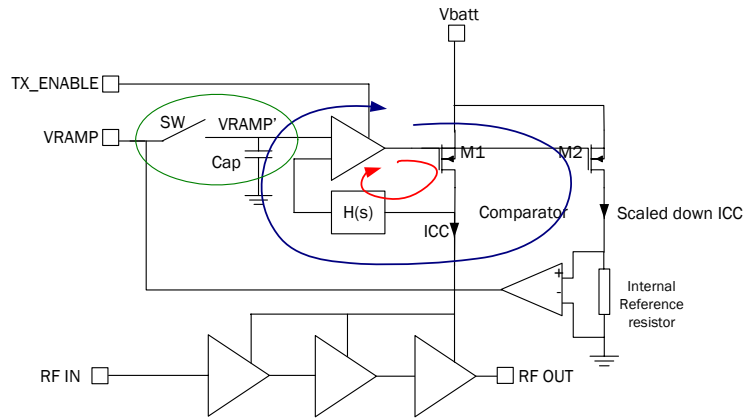 Vbatt
TX_ENABLE
SW
VRAMP'
VRAMP
Cap
M1
M2
H(s)
Comparator
Scaled down ICC
ICC
+
-
Internal
Reference
resistor
RF IN
RF OUT